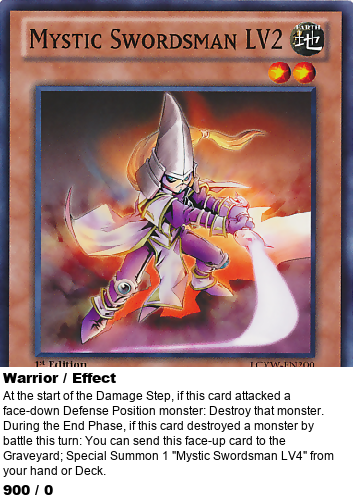 Mystic Swordsman LV2
EARTH
地
1st Edition
LCYW-EN200
Warrior / Effect
At the start of the Damage Step, if this card attacked a
face-down Defense Position monster: Destroy that monster.
During the End Phase, if this card destroyed a monster by
battle this turn: You can send this face-up card to the
Graveyard; Special Summon 1 "Mystic Swordsman LV4" from
your hand or Deck.
900 / 0